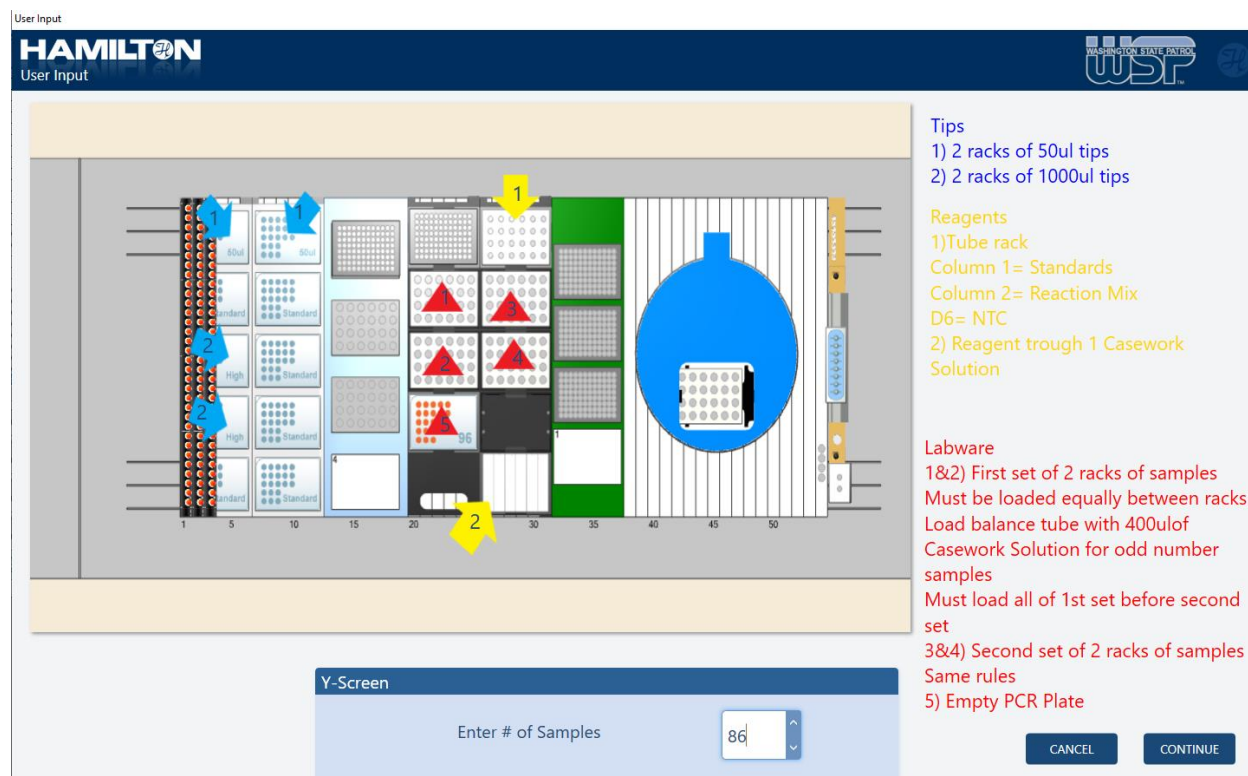 User Input
HAMILTON
User Input
WASHINGTON STATE PATROL
WSP
Tips
1) 2 racks of 50ul tips
2) 2 racks of 1000ul tips
Reagents
1)Tube rack
Column 1= Standards
Column 2= Reaction Mix
D6= NTC
2) Reagent trough 1 Casework
Solution
Labware
1&2) First set of 2 racks of samples
Must be loaded equally between racks
Load balance tube with 400ulof
Casework Solution for odd number
samples
Must load all of 1st set before second
set
3&4) Second set of 2 racks of samples
Same rules
5) Empty PCR Plate
1
1
1
50ul
50ul
1
3
tandard
Standard
2
2
4
High
Standard
2
5
96
High
Standard
1
4
tandard
Standard
2
1 5 10 15 20 30 35 40 45 50
Y-Screen
Enter # of Samples
86
CANCEL
CONTINUE